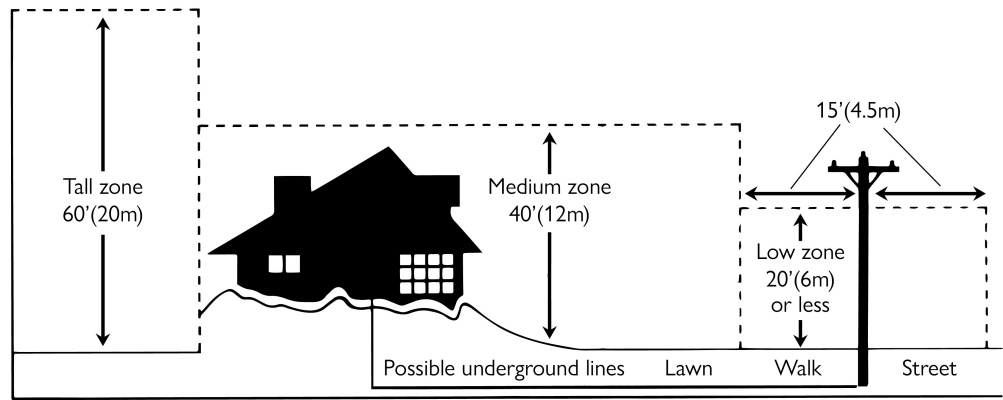 15'(4.5m)
Tall zone
60'(20m)
Medium zone
40'(12m)
Low zone
20'(6m)
or less
Possible underground lines
Lawn
Walk
Street